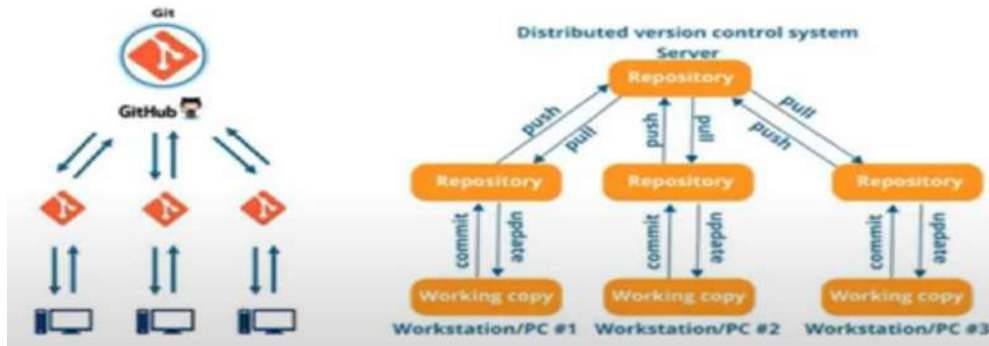 Git
GitHub
Distributed version control system
Server
Repository
push
pull
push
pull
pull
push
Repository
Repository
Repository
commit
update
commit
update
commit
update
Working copy
Working copy
Working copy
Workstation/PC #1
Workstation/PC #2
Workstation/PC #3